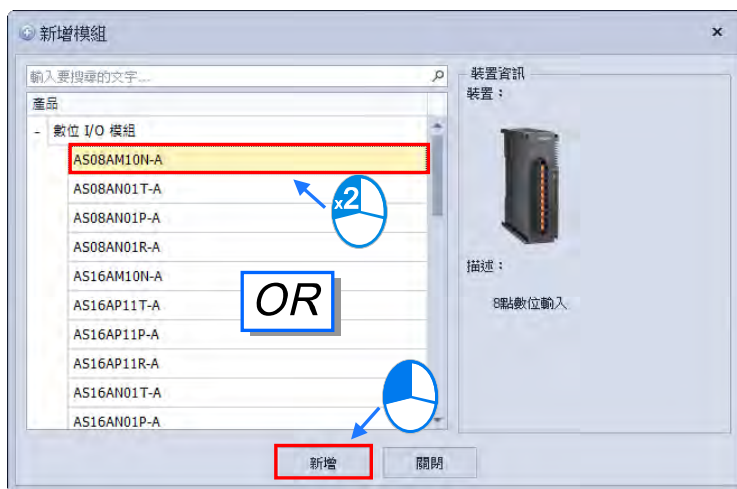 新增模組
輸入要搜尋的文字...
產品
數位 I/O 模組
AS08AM10N-A
AS08AN01T-A
AS08AN01P-A
AS08AN01R-A
AS16AM10N-A
AS16AP11T-A
AS16AP11P-A
AS16AP11R-A
AS16AN01T-A
AS16AN01P-A
x2
OR
裝置資訊
裝置：
描述：
8點數位輸入
新增
關閉